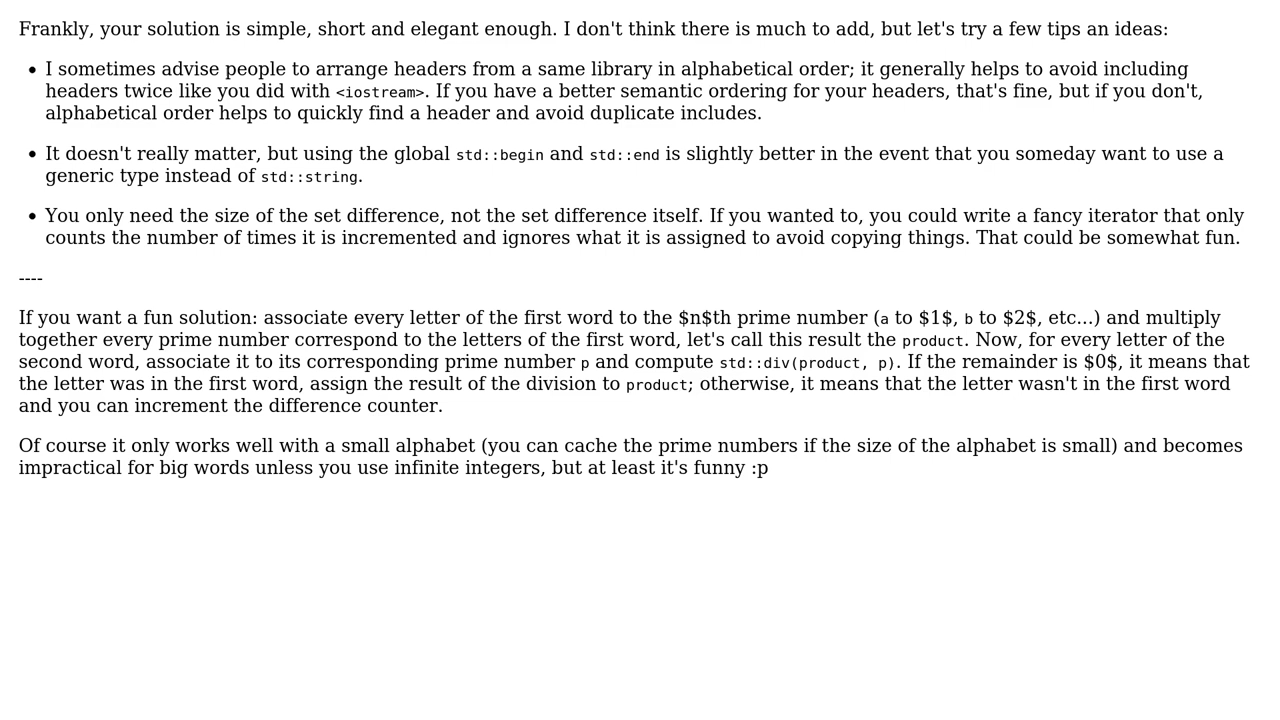 Frankly, your solution is simple, short and elegant enough. I don't think there is much to add, but let's try a few tips an ideas:
• I sometimes advise people to arrange headers from a same library in alphabetical order; it generally helps to avoid including
headers twice like you did with <iostream>. If you have a better semantic ordering for your headers, that's fine, but if you don't,
alphabetical order helps to quickly find a header and avoid duplicate includes.
• It doesn't really matter, but using the global std::begin and std::end is slightly better in the event that you someday want to use a
generic type instead of std::string.
• You only need the size of the set difference, not the set difference itself. If you wanted to, you could write a fancy iterator that only
counts the number of times it is incremented and ignores what it is assigned to avoid copying things. That could be somewhat fun.
----
If you want a fun solution: associate every letter of the first word to the $n$th prime number (a to $1$, b to $2$, etc...) and multiply
together every prime number correspond to the letters of the first word, let's call this result the product. Now, for every letter of the
second word, associate it to its corresponding prime number p and compute std::div(product, p). If the remainder is $0$, it means that
the letter was in the first word, assign the result of the division to product; otherwise, it means that the letter wasn't in the first word
and you can increment the difference counter.
Of course it only works well with a small alphabet (you can cache the prime numbers if the size of the alphabet is small) and becomes
impractical for big words unless you use infinite integers, but at least it's funny :p